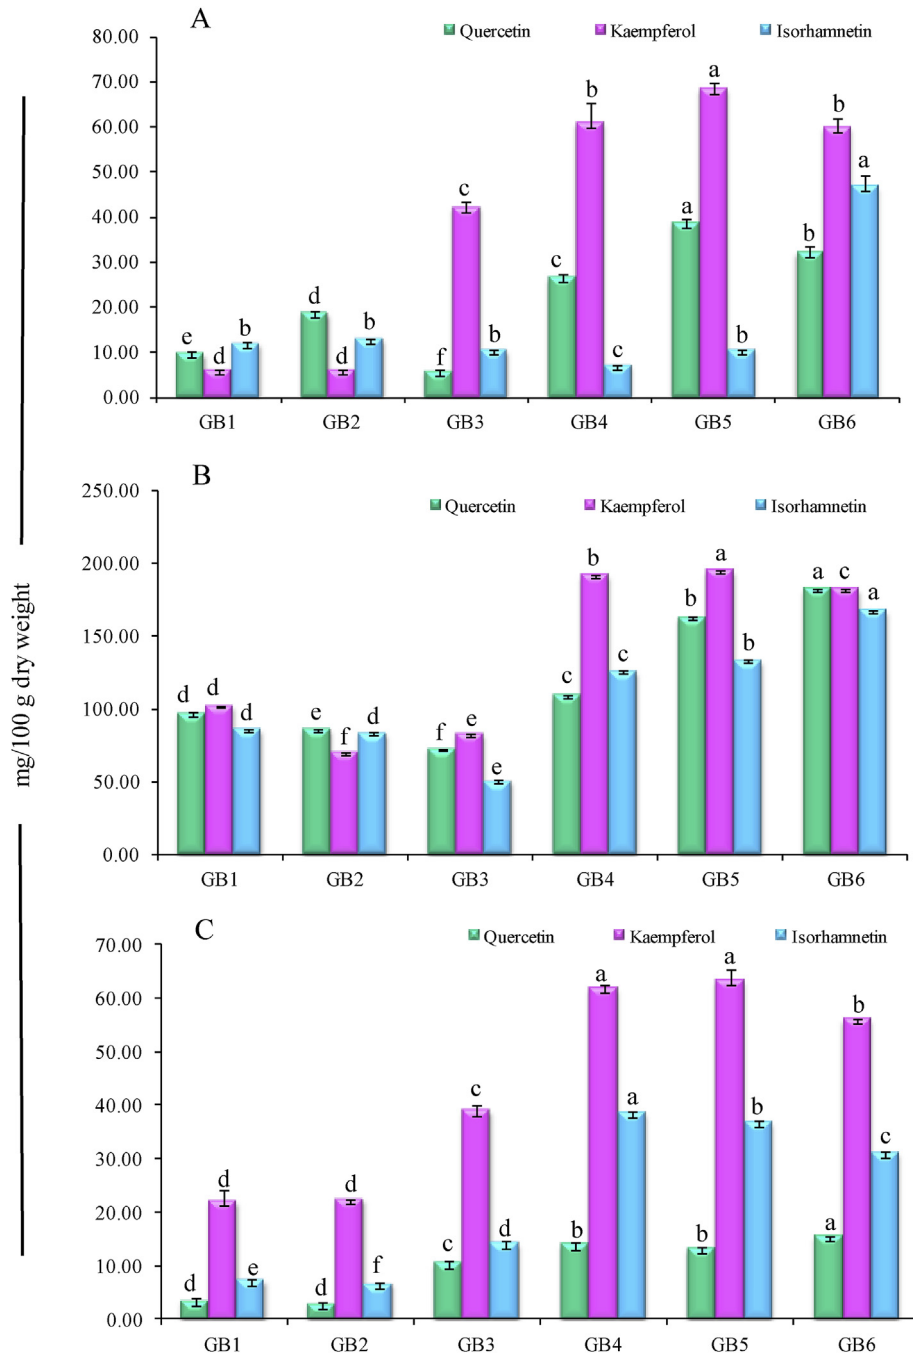 A
Quercetin Kaempferol Isorhamnetin
80.00
70.00
60.00
50.00
40.00
30.00
20.00
10.00
0.00
e d b
d d b
f c b
c b c
a a b
b b a
GB1 GB2 GB3 GB4 GB5 GB6
B
Quercetin Kaempferol Isorhamnetin
250.00
200.00
150.00
100.00
50.00
0.00
d d d
e f d
f e e
c b c
b a b
a c a
GB1 GB2 GB3 GB4 GB5 GB6
C
Quercetin Kaempferol Isorhamnetin
70.00
60.00
50.00
40.00
30.00
20.00
10.00
0.00
d d e
d d f
c c d
b a a
b a b
a b c
GB1 GB2 GB3 GB4 GB5 GB6
mg/100 g dry weight